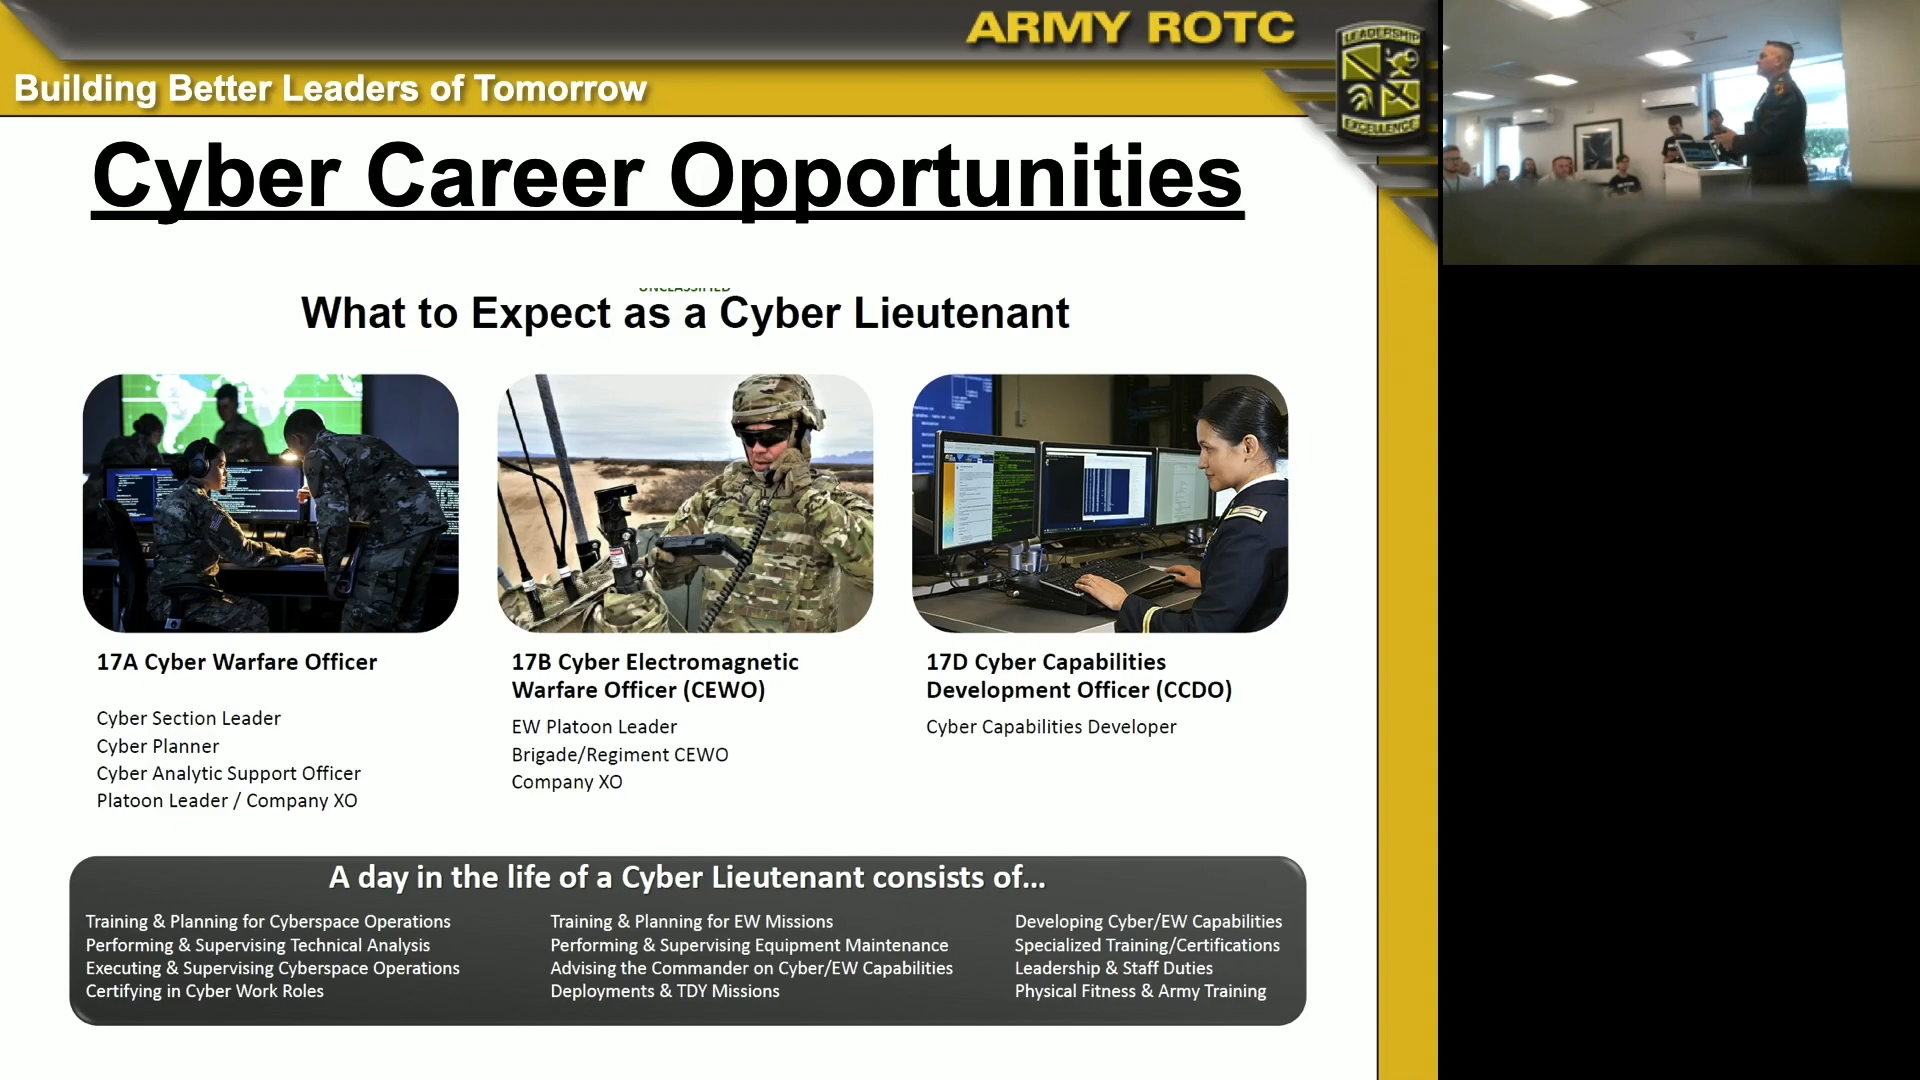 ARMY ROTC
LEADERSHIP
EXCELLENCE
Building Better Leaders of Tomorrow
Cyber Career Opportunities
UNCLASSIFIED
What to Expect as a Cyber Lieutenant
17A Cyber Warfare Officer
Cyber Section Leader
Cyber Planner
Cyber Analytic Support Officer
Platoon Leader / Company XO
17B Cyber Electromagnetic
Warfare Officer (CEWO)
EW Platoon Leader
Brigade/Regiment CEWO
Company XO
17D Cyber Capabilities
Development Officer (CCDO)
Cyber Capabilities Developer
A day in the life of a Cyber Lieutenant consists of...
Training & Planning for Cyberspace Operations
Performing & Supervising Technical Analysis
Executing & Supervising Cyberspace Operations
Certifying in Cyber Work Roles
Training & Planning for EW Missions
Performing & Supervising Equipment Maintenance
Advising the Commander on Cyber/EW Capabilities
Deployments & TDY Missions
Developing Cyber/EW Capabilities
Specialized Training/Certifications
Leadership & Staff Duties
Physical Fitness & Army Training